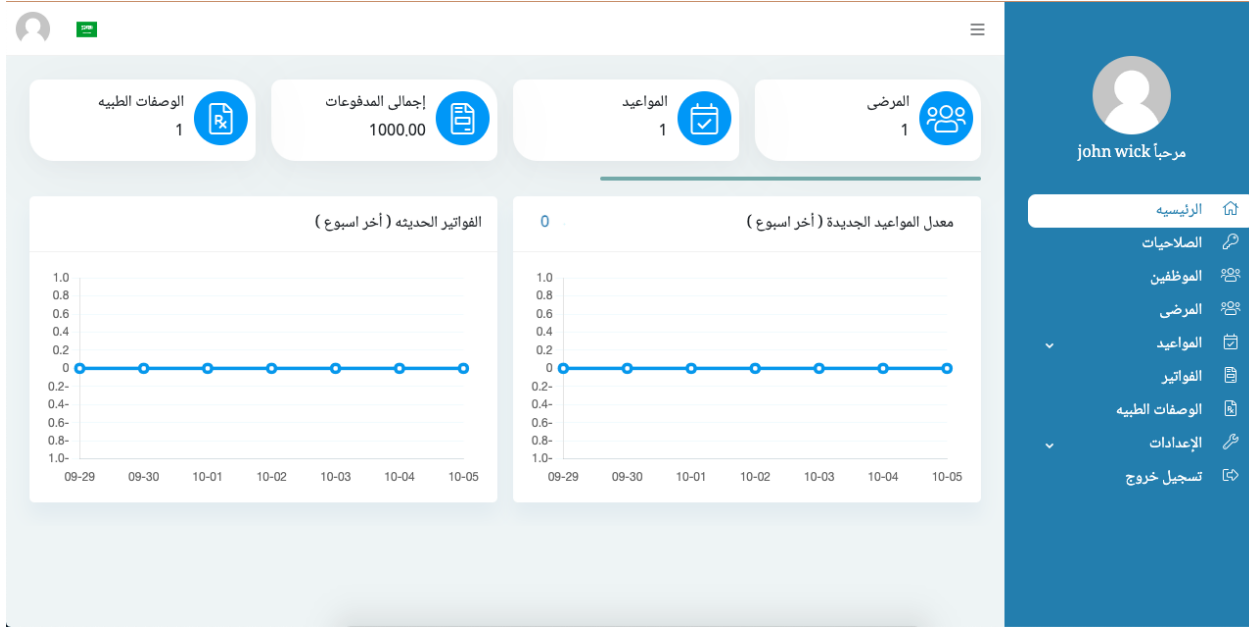 مرحباً john wick
الرئيسيه
الصلاحيات
الموظفين
المرضى
المواعيد
الفواتير
الوصفات الطبيه
الإعدادات
تسجيل خروج
المرضى
1
المواعيد
1
إجمالى المدفوعات
1000,00
الوصفات الطبيه
1
معدل المواعيد الجديدة ( أخر اسبوع )
0
1.0
0.8
0.6
0.4
0.2
0
0.2-
0.4-
0.6-
0.8-
1.0-
09-29 09-30 10-01 10-02 10-03 10-04 10-05
الفواتير الحديثه ( أخر اسبوع )
1.0
0.8
0.6
0.4
0.2
0
0.2-
0.4-
0.6-
0.8-
1.0-
09-29 09-30 10-01 10-02 10-03 10-04 10-05